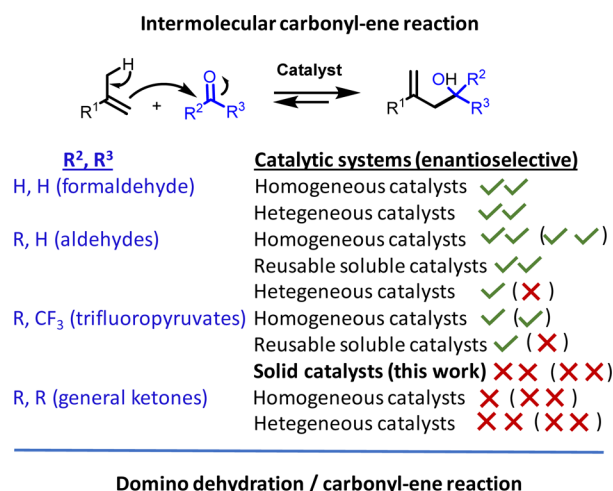 Intermolecular carbonyl-ene reaction
H
O
Catalyst
OH R²
R¹
+
R² R³
R¹
R³
R², R³ Catalytic systems (enantioselective)
H, H (formaldehyde) Homogeneous catalysts ✓✓
Hetegeneous catalysts ✓✓
R, H (aldehydes) Homogeneous catalysts ✓✓ (✓✓)
Reusable soluble catalysts ✓✓
Hetegeneous catalysts ✓ (✗)
R, CF₃ (trifluoropyruvates) Homogeneous catalysts ✓ (✓)
Reusable soluble catalysts ✓ (✗)
Solid catalysts (this work) ✗✗ (✗✗)
R, R (general ketones) Homogeneous catalysts ✗ (✗✗)
Hetegeneous catalysts ✗✗ (✗✗)
Domino dehydration / carbonyl-ene reaction